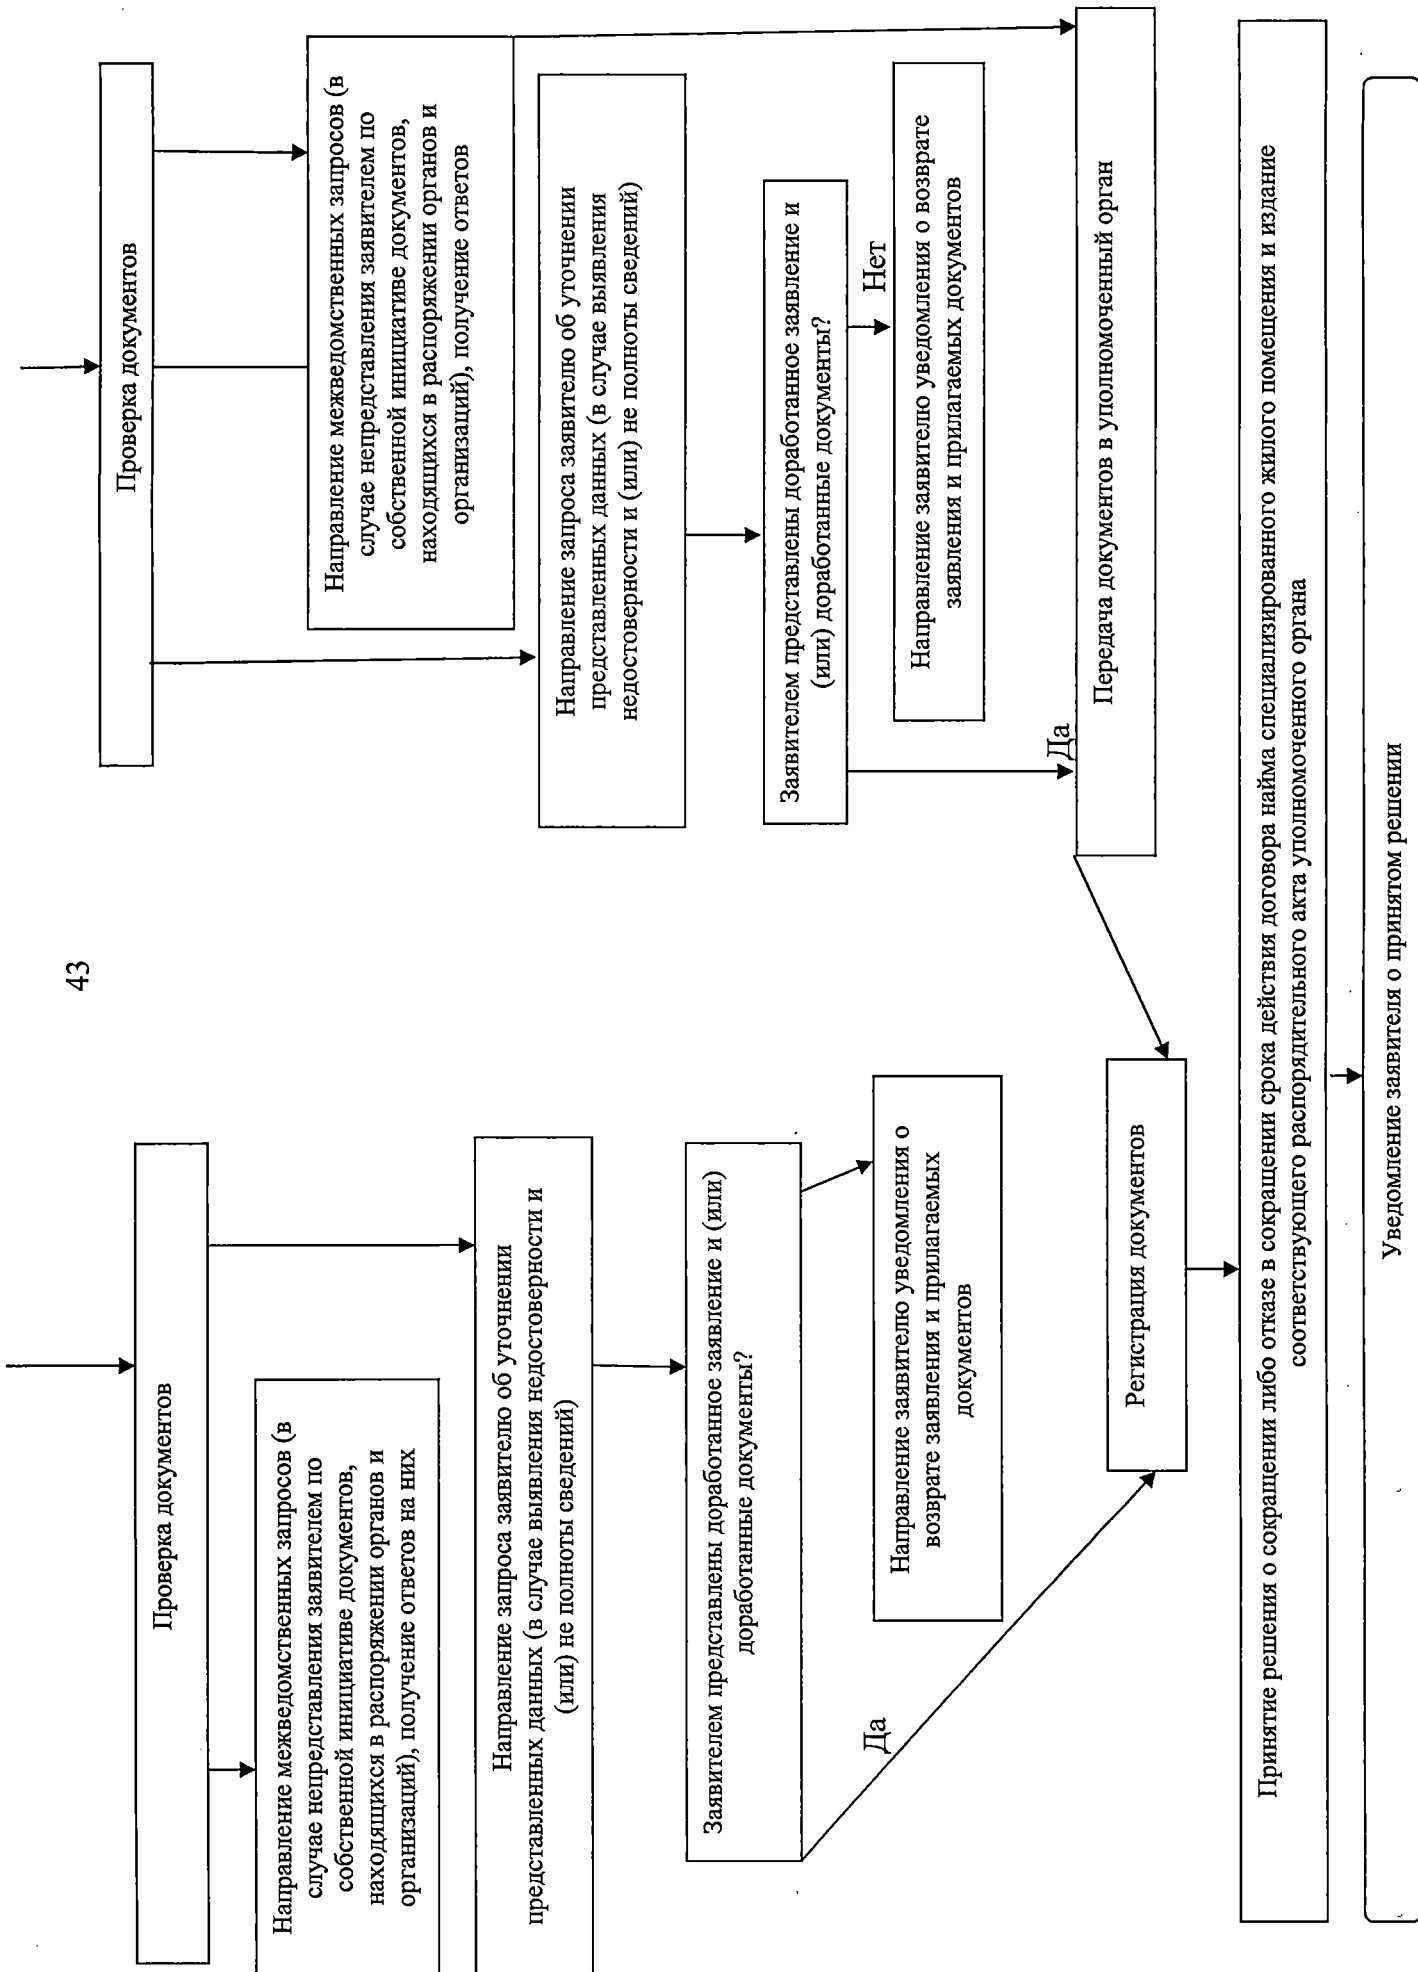 43
Проверка документов
Направление межведомственных запросов (в
случае непредставления заявителем по
собственной инициативе документов,
находящихся в распоряжении органов и
организаций), получение ответов на них
Направление запроса заявителю об уточнении
представленных данных (в случае выявления недостоверности и
(или) не полноты сведений)
Заявителем представлены доработанное заявление и (или)
доработанные документы?
Да
Направление заявителю уведомления о
возврате заявления и прилагаемых
документов
Регистрация документов
Проверка документов
Направление межведомственных запросов (в
случае непредставления заявителем по
собственной инициативе документов,
находящихся в распоряжении органов и
организаций), получение ответов
Направление запроса заявителю об уточнении
представленных данных (в случае выявления
недостоверности и (или) не полноты сведений)
Заявителем представлены доработанное заявление и
(или) доработанные документы?
Нет
Направление заявителю уведомления о возврате
заявления и прилагаемых документов
Да
Передача документов в уполномоченный орган
Принятие решения о сокращении либо отказе в сокращении срока действия договора найма специализированного жилого помещения и издание
соответствующего распорядительного акта уполномоченного органа
Уведомление заявителя о принятом решении